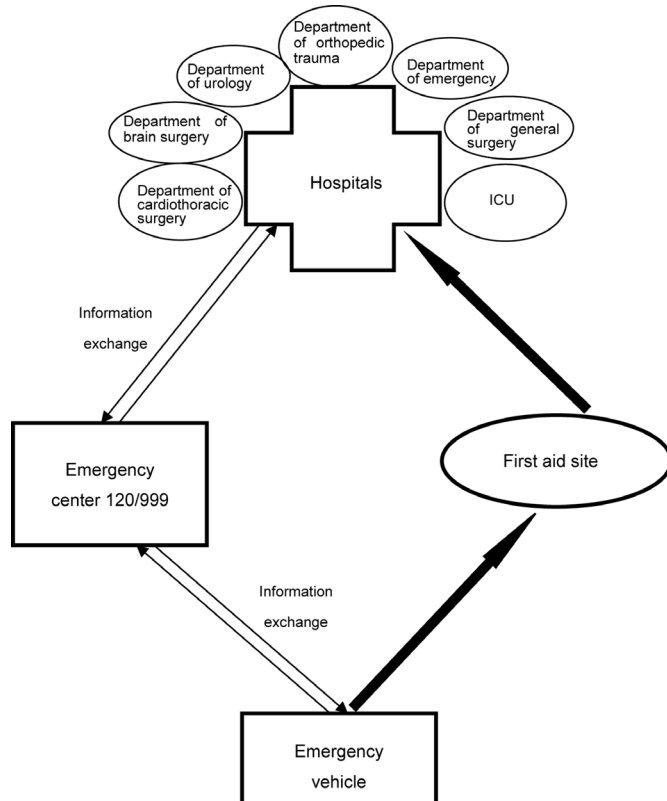 Department
of orthopedic
trauma
Department
of urology
Department
of emergency
Department of
brain surgery
Department
of general
surgery
Department of
cardiothoracic
surgery
Hospitals
ICU
Information
exchange
Emergency
center 120/999
First aid site
Information
exchange
Emergency
vehicle